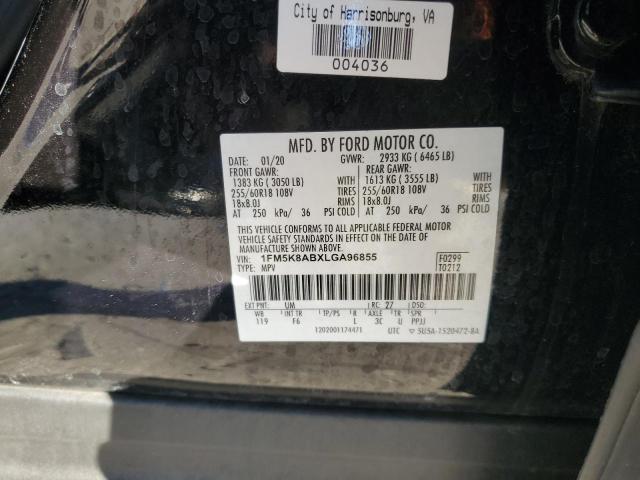 City of Harrisonburg, VA
004036
MFD. BY FORD MOTOR CO.
DATE: 01/20 GVWR: 2933 KG ( 6465 LB)
FRONT GAWR: REAR GAWR:
1383 KG ( 3050 LB) WITH 1613 KG ( 3555 LB) WITH
255/60R18 108V TIRES 255/60R18 108V TIRES
18x8.0J RIMS 18x8.0J RIMS
AT 250 kPa/ 36 PSI COLD AT 250 kPa/ 36 PSI COLD
THIS VEHICLE CONFORMS TO ALL APPLICABLE FEDERAL MOTOR
VEHICLE SAFETY AND THEFT PREVENTION STANDARDS IN EFFECT ON THE DATE OF
MANUFACTURE SHOWN ABOVE.
VIN: 1FM5K8ABXLGA96855 F0299
TYPE: MPV T0212
EXT PNT: UM RC: 27 DSO:
WB INT TR TP/PS R AXLE TR SPR
119 F6 L 3C U PPJJ
1202001174471 UTC ▽ 5U5A-1520472-BA